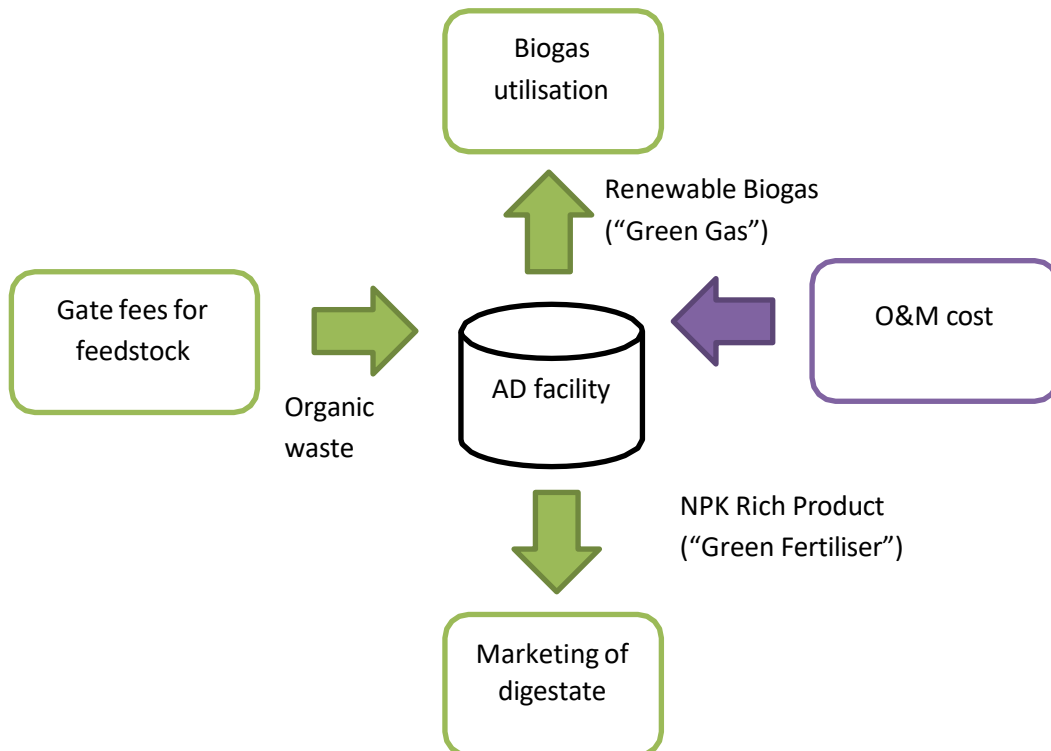 Biogas
utilisation
Renewable Biogas
(“Green Gas”)
Gate fees for
feedstock
O&M cost
AD facility
Organic
waste
NPK Rich Product
(“Green Fertiliser”)
Marketing of
digestate